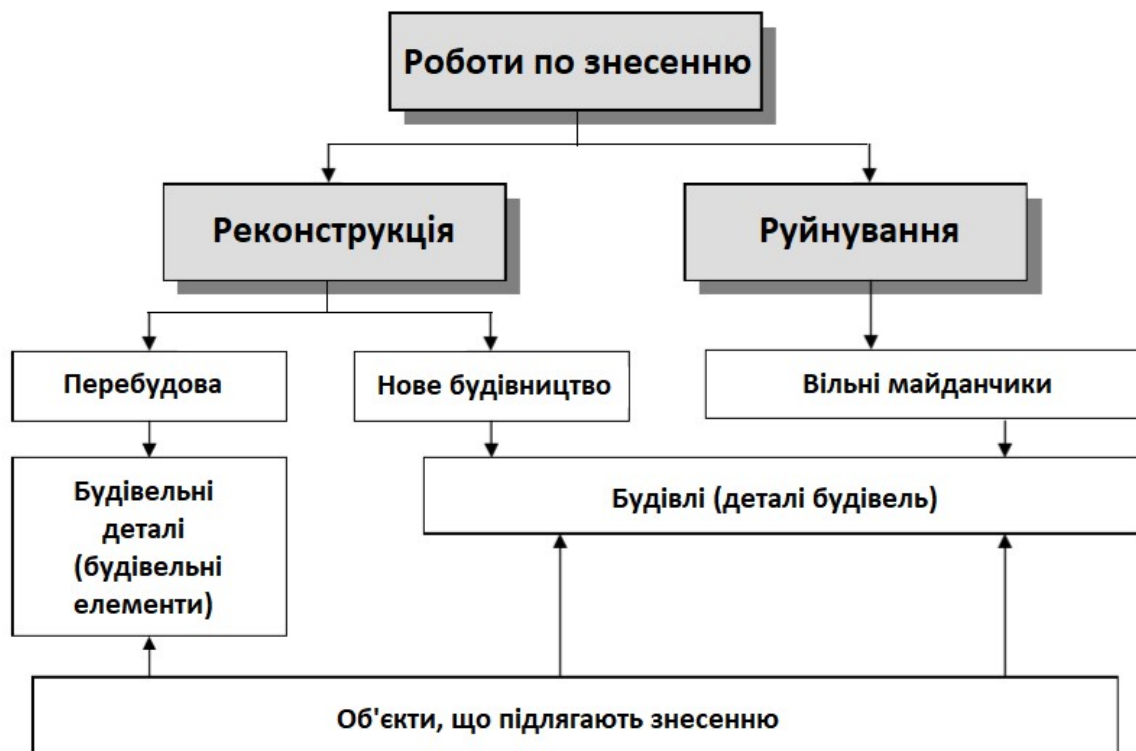 Роботи по знесенню
Реконструкція
Руйнування
Перебудова
Нове будівництво
Вільні майданчики
Будівельні
деталі
(будівельні
елементи)
Будівлі (деталі будівель)
Об'єкти, що підлягають знесенню